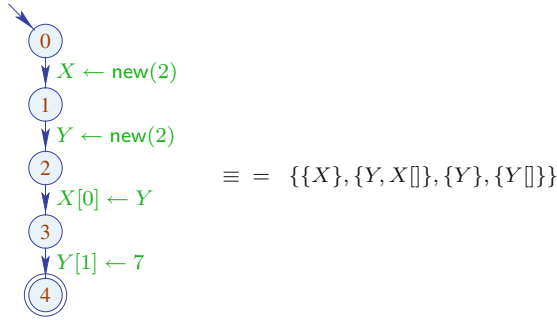 0
X ← new(2)
1
Y ← new(2)
2
≡ = {{X}, {Y, X[]}, {Y}, {Y[]}}
X[0] ← Y
3
Y[1] ← 7
4